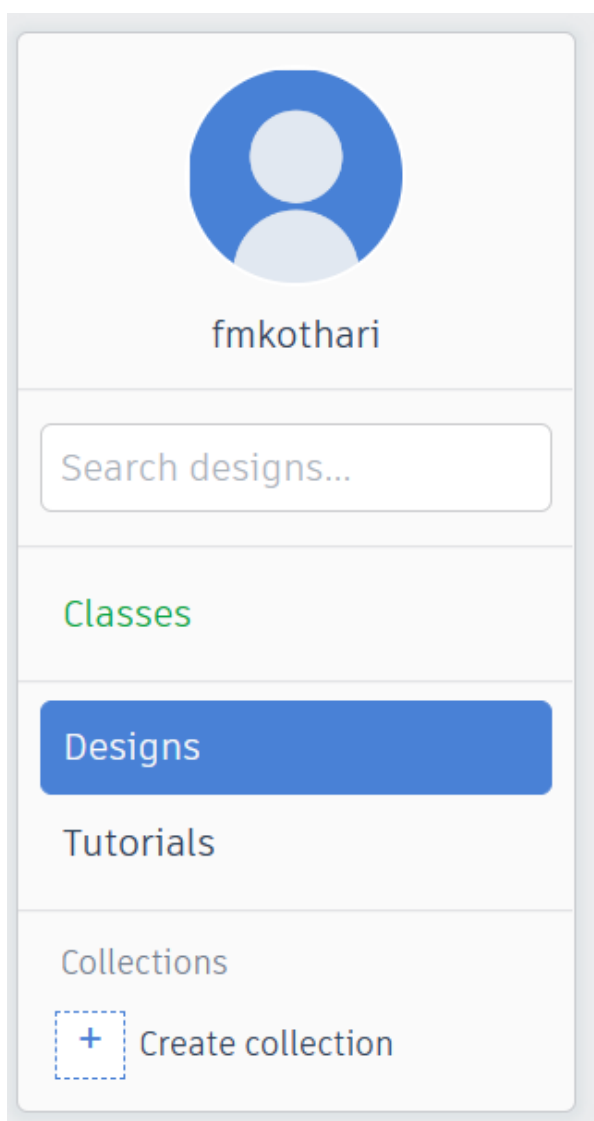 fmkothari
Search designs...
Classes
Designs
Tutorials
Collections
+ Create collection